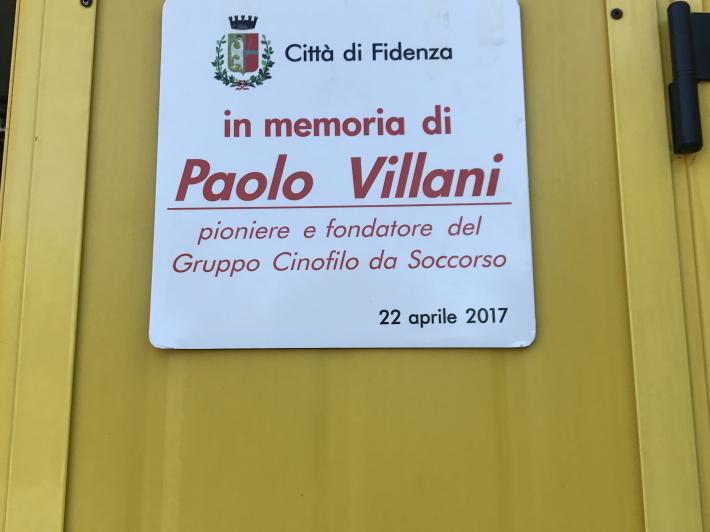 Città di Fidenza
in memoria di
Paolo Villani
pioniere e fondatore del
Gruppo Cinofilo da Soccorso
22 aprile 2017